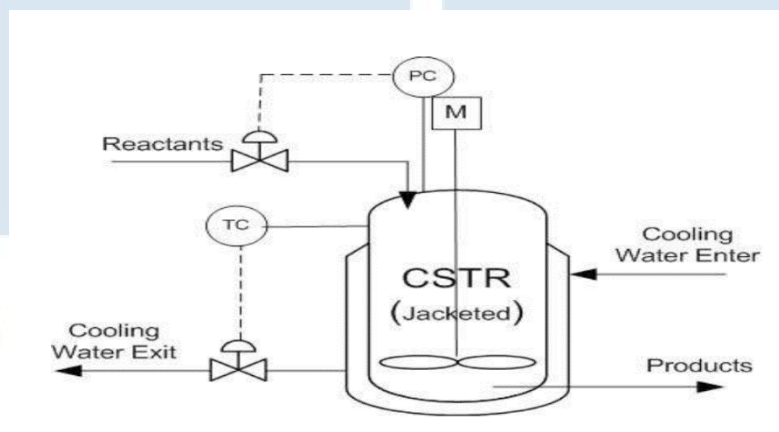 PC
M
Reactants
TC
Cooling
Water Enter
CSTR
(Jacketed)
Cooling
Water Exit
Products